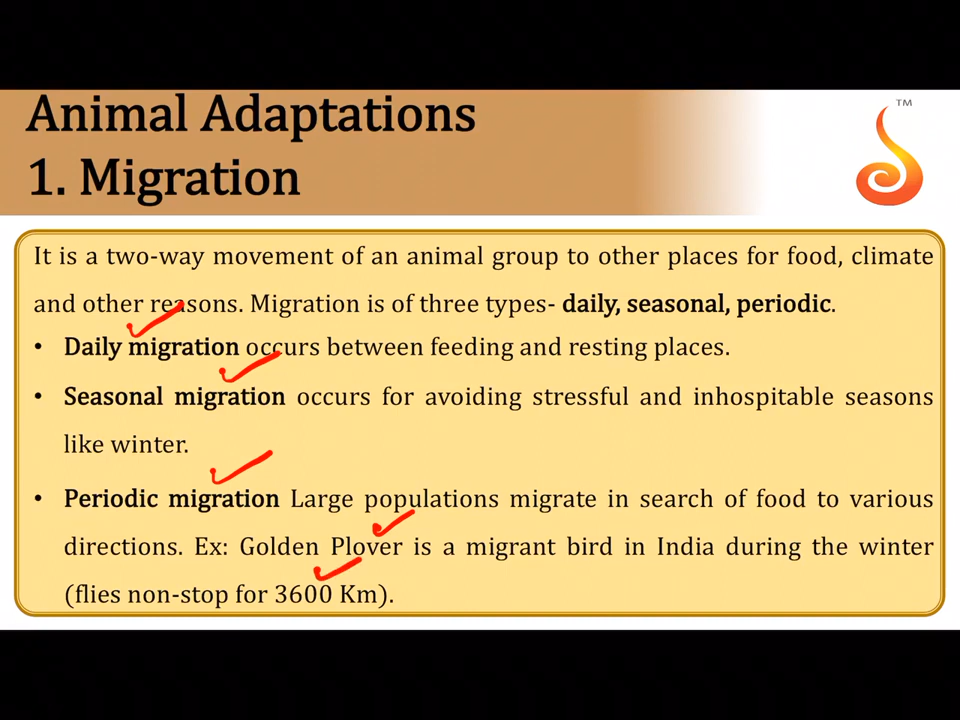 Animal Adaptations
1. Migration
TM
It is a two-way movement of an animal group to other places for food, climate
and other reasons. Migration is of three types- daily, seasonal, periodic.
• Daily migration occurs between feeding and resting places.
• Seasonal migration occurs for avoiding stressful and inhospitable seasons
like winter.
• Periodic migration Large populations migrate in search of food to various
directions. Ex: Golden Plover is a migrant bird in India during the winter
(flies non-stop for 3600 Km).